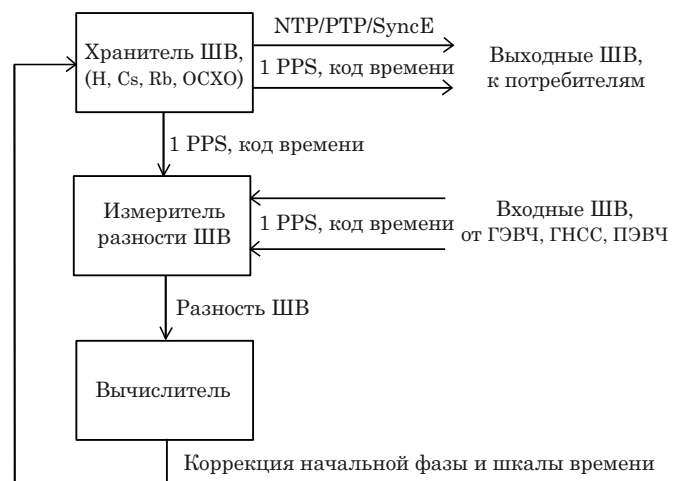 NTP/PTP/SyncE
Хранитель ШВ,
(H, Cs, Rb, OCXO)
1 PPS, код времени
Выходные ШВ,
к потребителям
1 PPS, код времени
Измеритель
разности ШВ
1 PPS, код времени
Входные ШВ,
от ГЭВЧ, ГНСС, ПЭВЧ
Разность ШВ
Вычислитель
Коррекция начальной фазы и шкалы времени